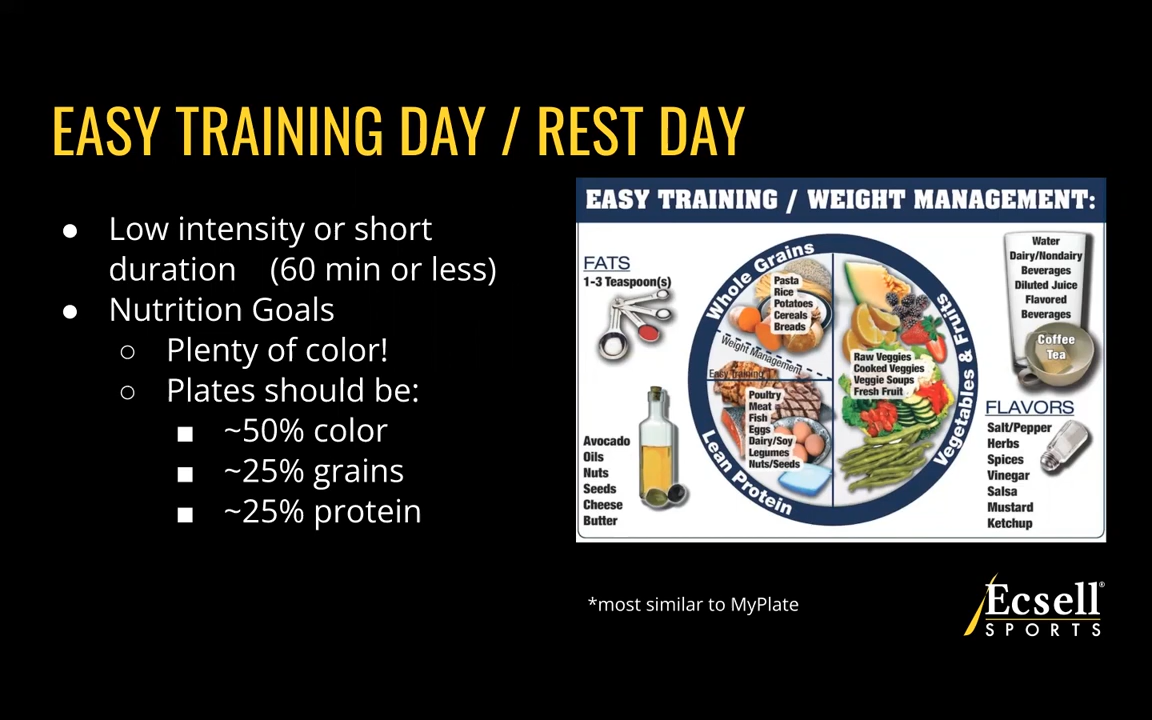 EASY TRAINING DAY / REST DAY
● Low intensity or short
duration (60 min or less)
● Nutrition Goals
○ Plenty of color!
○ Plates should be:
■ ~50% color
■ ~25% grains
■ ~25% protein
EASY TRAINING / WEIGHT MANAGEMENT:
FATS
1-3 Teaspoon(s)
Avocado
Oils
Nuts
Seeds
Cheese
Butter
Whole Grains
Pasta
Rice
Potatoes
Cereals
Breads
Weight Management
Easy Training
Poultry
Meat
Fish
Eggs
Dairy/Soy
Legumes
Nuts/Seeds
Lean Protein
Raw Veggies
Cooked Veggies
Veggie Soups
Fresh Fruit
Vegetables & Fruits
Water
Dairy/Nondairy
Beverages
Diluted Juice
Flavored
Beverages
Coffee
Tea
FLAVORS
Salt/Pepper
Herbs
Spices
Vinegar
Salsa
Mustard
Ketchup
*most similar to MyPlate
Ecsell®
SPORTS